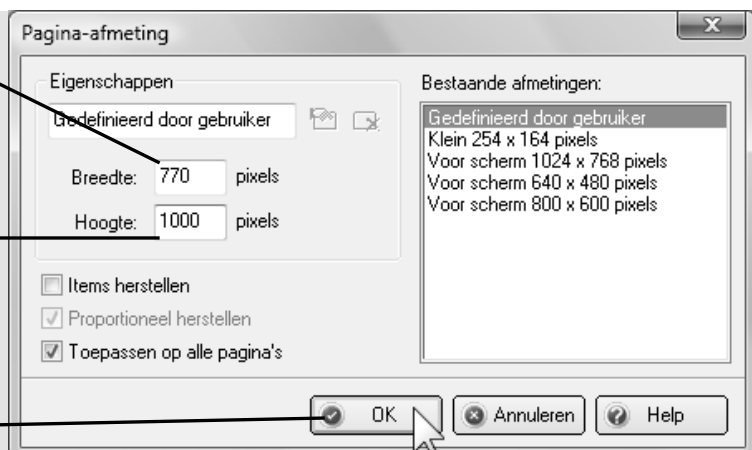 Pagina-afmeting
Eigenschappen
Gedefinieerd door gebruiker
Breedte: 770 pixels
Hoogte: 1000 pixels
Items herstellen
Proportioneel herstellen
Toepassen op alle pagina's
Bestaande afmetingen:
Gedefinieerd door gebruiker
Klein 254 x 164 pixels
Voor scherm 1024 x 768 pixels
Voor scherm 640 x 480 pixels
Voor scherm 800 x 600 pixels
OK Annuleren Help